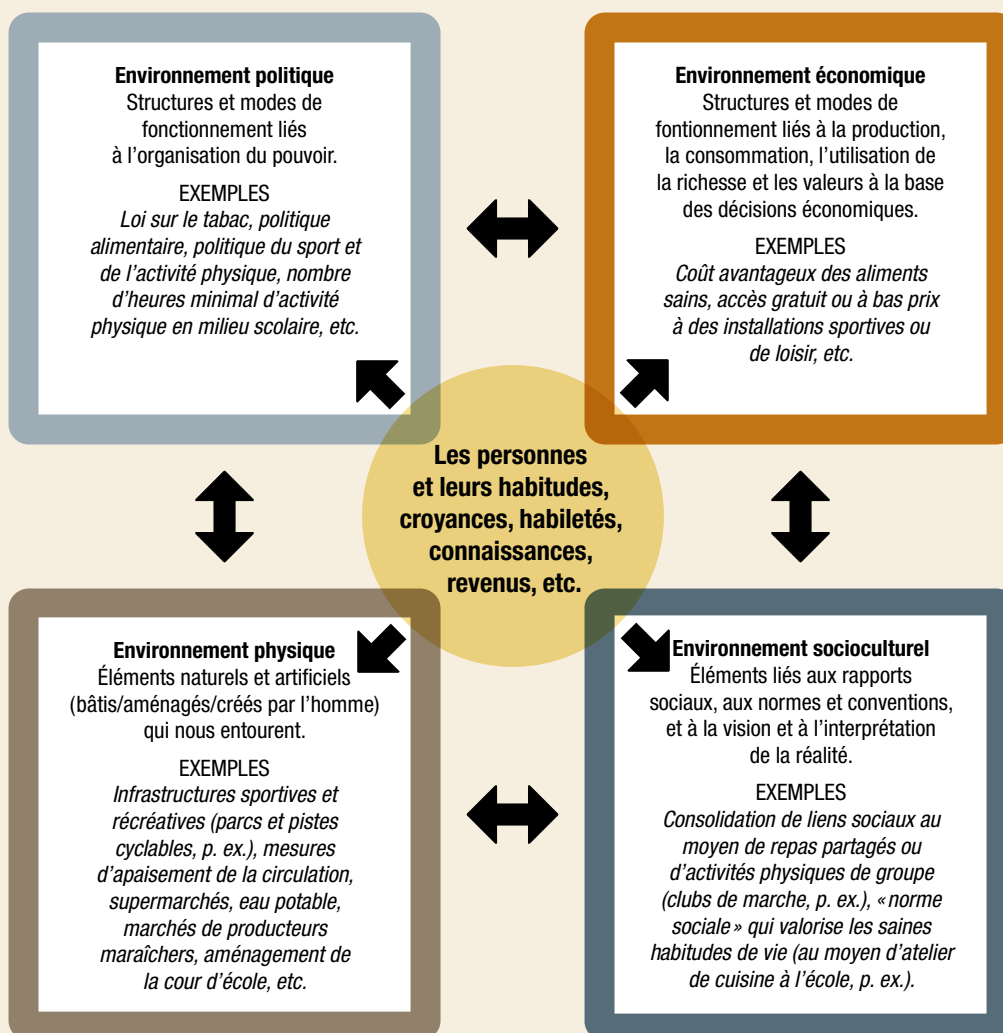 Environnement politique
Structures et modes de
fonctionnement liés
à l’organisation du pouvoir.
EXEMPLES
Loi sur le tabac, politique
alimentaire, politique du sport et
de l’activité physique, nombre
d’heures minimal d’activité
physique en milieu scolaire, etc.
Environnement économique
Structures et modes de
fontionnement liés à la production,
la consommation, l’utilisation de
la richesse et les valeurs à la base
des décisions économiques.
EXEMPLES
Coût avantageux des aliments
sains, accès gratuit ou à bas prix
à des installations sportives ou
de loisir, etc.
Les personnes
et leurs habitudes,
croyances, habiletés,
connaissances,
revenus, etc.
Environnement physique
Éléments naturels et artificiels
(bâtis/aménagés/créés par l’homme)
qui nous entourent.
EXEMPLES
Infrastructures sportives et
récréatives (parcs et pistes
cyclables, p. ex.), mesures
d’apaisement de la circulation,
supermarchés, eau potable,
marchés de producteurs
maraîchers, aménagement de
la cour d’école, etc.
Environnement socioculturel
Éléments liés aux rapports
sociaux, aux normes et conventions,
et à la vision et à l’interprétation
de la réalité.
EXEMPLES
Consolidation de liens sociaux au
moyen de repas partagés ou
d’activités physiques de groupe
(clubs de marche, p. ex.), « norme
sociale » qui valorise les saines
habitudes de vie (au moyen d’atelier
de cuisine à l’école, p. ex.).